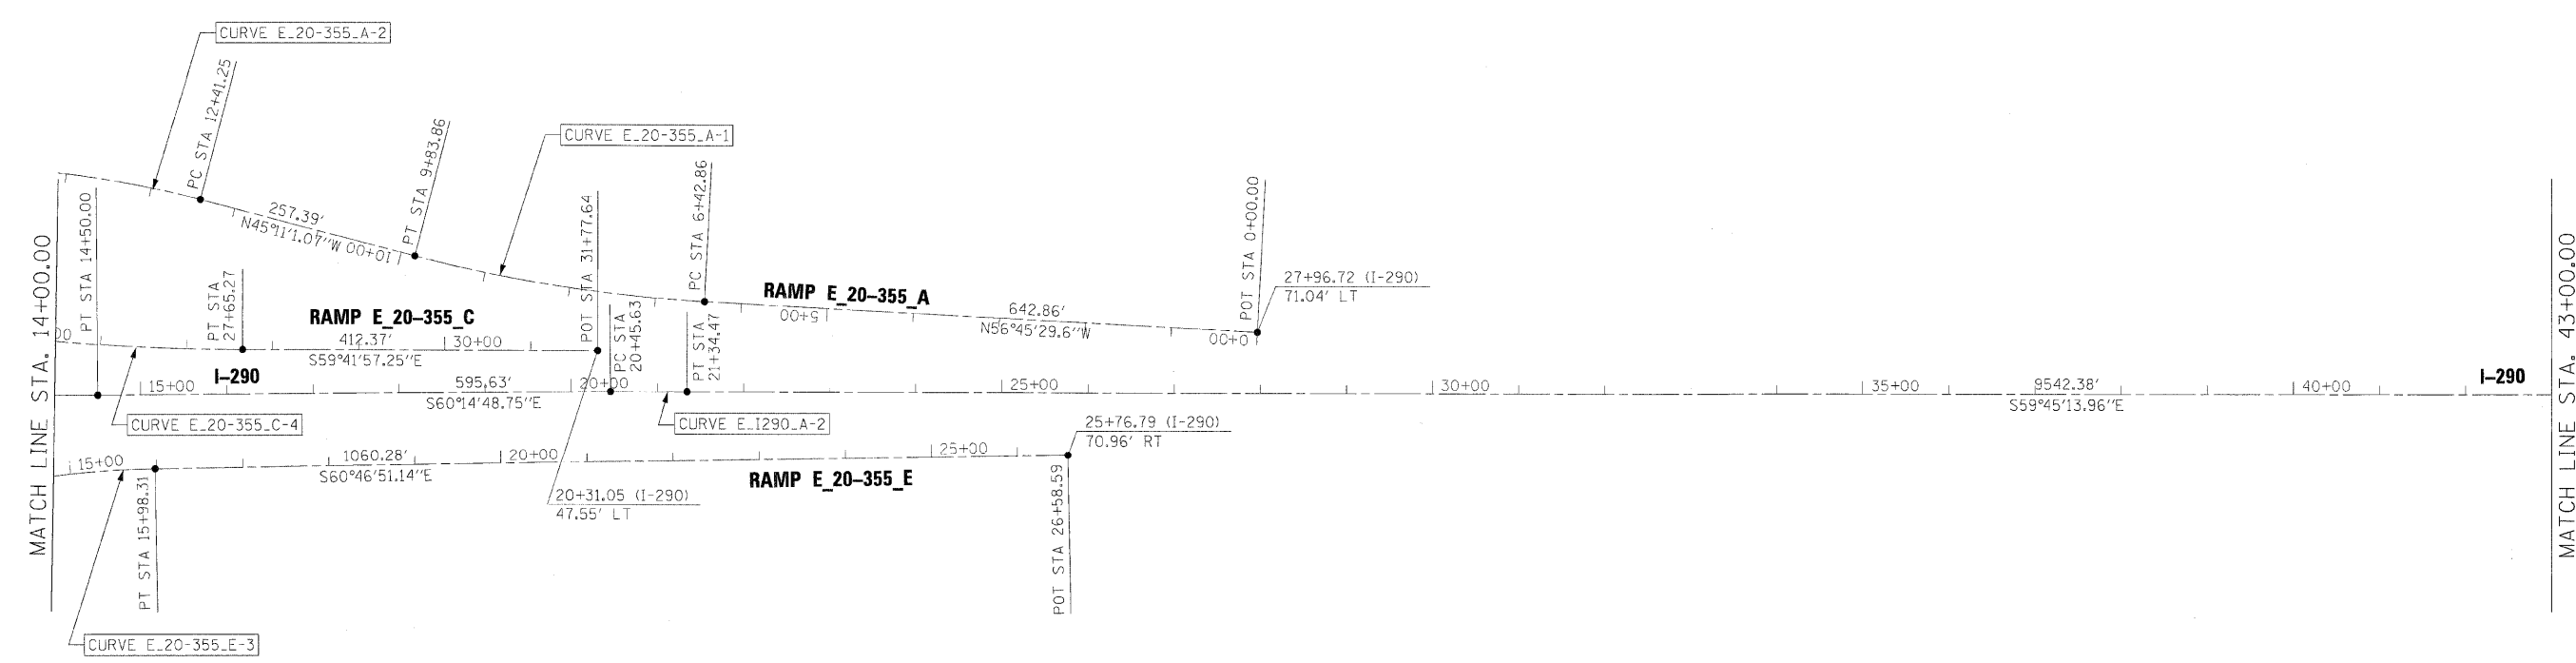 CURVE E_20-355_A-2
PC STA 12+41.25
257.39'
N45°11'1.07"W
10+00
PT STA 9+83.86
CURVE E_20-355_A-1
PC STA 6+42.86
RAMP E_20-355_A
5+00
642.86'
N56°45'29.6"W
0+00
POT STA 0+00.00
27+96.72 (I-290)
71.04' LT
MATCH LINE STA. 14+00.00
PT STA 14+50.00
00
PT STA
27+65.27
RAMP E_20-355_C
412.37'
30+00
S59°41'57.25"E
POT STA 31+77.64
PC STA
20+45.63
PT STA
21+34.47
15+00
I-290
595.63'
S60°14'48.75"E
20+00
25+00
30+00
35+00
9542.38'
S59°45'13.96"E
40+00
I-290
CURVE E_20-355_C-4
CURVE E_I290_A-2
25+76.79 (I-290)
70.96' RT
15+00
1060.28'
S60°46'51.14"E
20+00
25+00
RAMP E_20-355_E
20+31.05 (I-290)
47.55' LT
PT STA 15+98.31
POT STA 26+58.59
CURVE E_20-355_E-3
MATCH LINE STA. 43+00.00